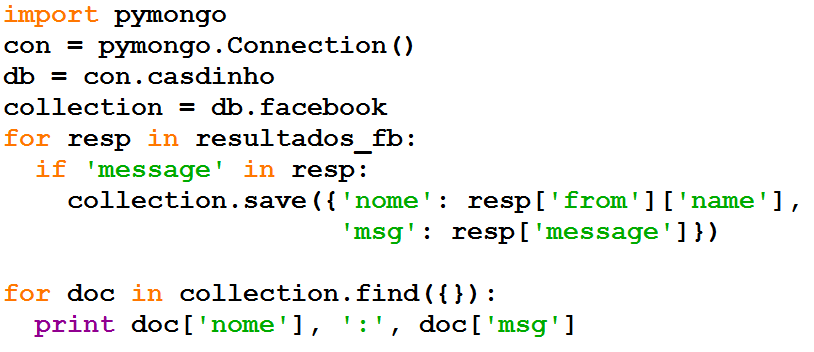 import pymongo
con = pymongo.Connection()
db = con.casdinho
collection = db.facebook
for resp in resultados_fb:
  if 'message' in resp:
    collection.save({'nome': resp['from']['name'],
                     'msg': resp['message']})

for doc in collection.find({}):
  print doc['nome'], ':', doc['msg']